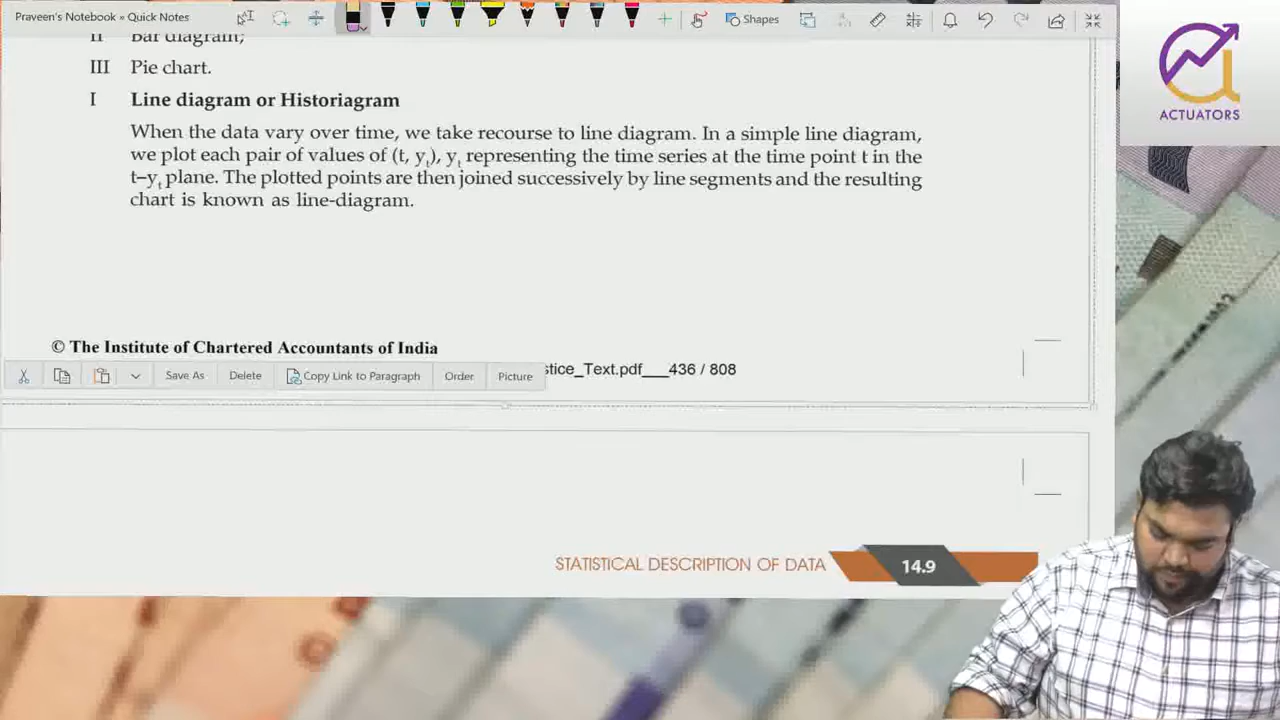 Praveen's Notebook » Quick Notes
Shapes
ACTUATORS
II Bar diagram;
III Pie chart.
I Line diagram or Historiagram
When the data vary over time, we take recourse to line diagram. In a simple line diagram,
we plot each pair of values of (t, yt), yt representing the time series at the time point t in the
t–yt plane. The plotted points are then joined successively by line segments and the resulting
chart is known as line-diagram.
© The Institute of Chartered Accountants of India
stice_Text.pdf___436 / 808
Save As Delete Copy Link to Paragraph Order Picture
STATISTICAL DESCRIPTION OF DATA 14.9